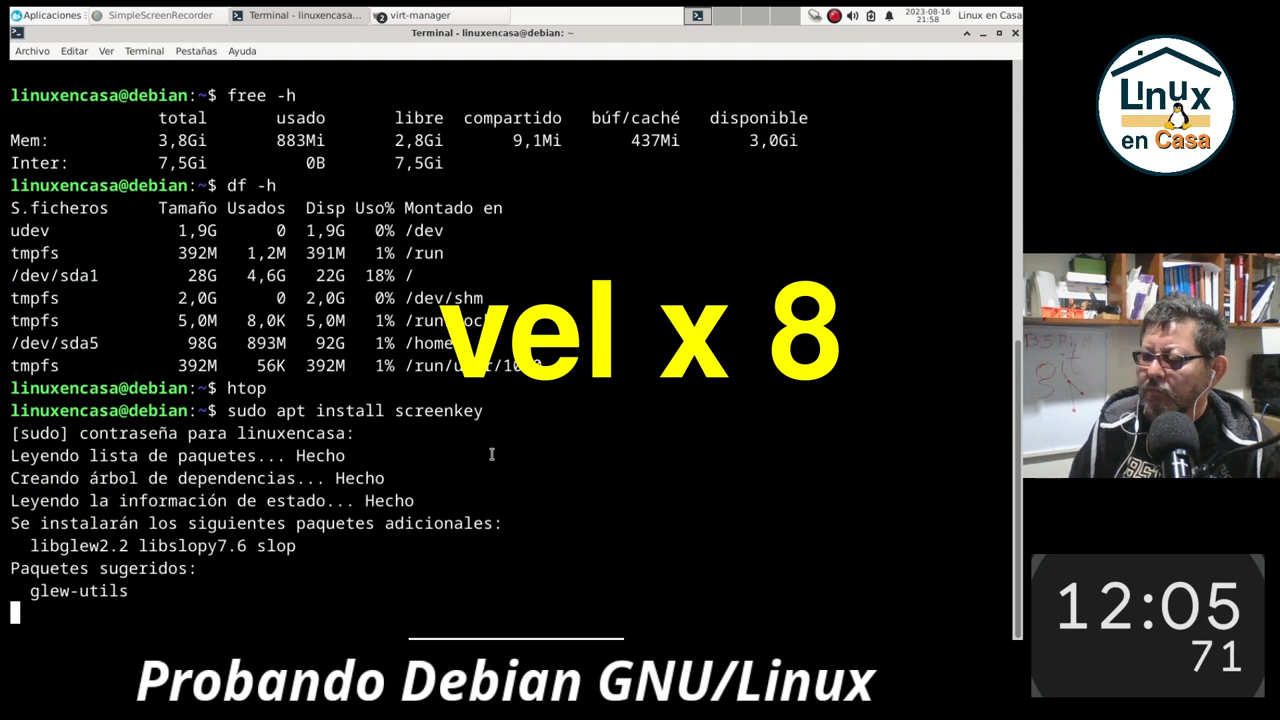 Aplicaciones
SimpleScreenRecorder
Terminal - linuxencasa...
virt-manager
2023-08-16
21:58
Linux en Casa
Terminal - linuxencasa@debian: ~
Archivo Editar Ver Terminal Pestañas Ayuda
linuxencasa@debian:~$ free -h
total usado libre compartido búf/caché disponible
Mem: 3,8Gi 883Mi 2,8Gi 9,1Mi 437Mi 3,0Gi
Inter: 7,5Gi 0B 7,5Gi
linuxencasa@debian:~$ df -h
S.ficheros Tamaño Usados Disp Uso% Montado en
udev 1,9G 0 1,9G 0% /dev
tmpfs 392M 1,2M 391M 1% /run
/dev/sda1 28G 4,6G 22G 18% /
tmpfs 2,0G 0 2,0G 0% /dev/shm
tmpfs 5,0M 8,0K 5,0M 1%
/dev/sda5 98G 893M 92G 1% /home
tmpfs 392M 56K 392M 1%
vel x 8
linuxencasa@debian:~$ htop
linuxencasa@debian:~$ sudo apt install screenkey
[sudo] contraseña para linuxencasa:
Leyendo lista de paquetes... Hecho
Creando árbol de dependencias... Hecho
Leyendo la información de estado... Hecho
Se instalarán los siguientes paquetes adicionales:
libglew2.2 libslopy7.6 slop
Paquetes sugeridos:
glew-utils
Linux
en Casa
git
12:05
71
Probando Debian GNU/Linux